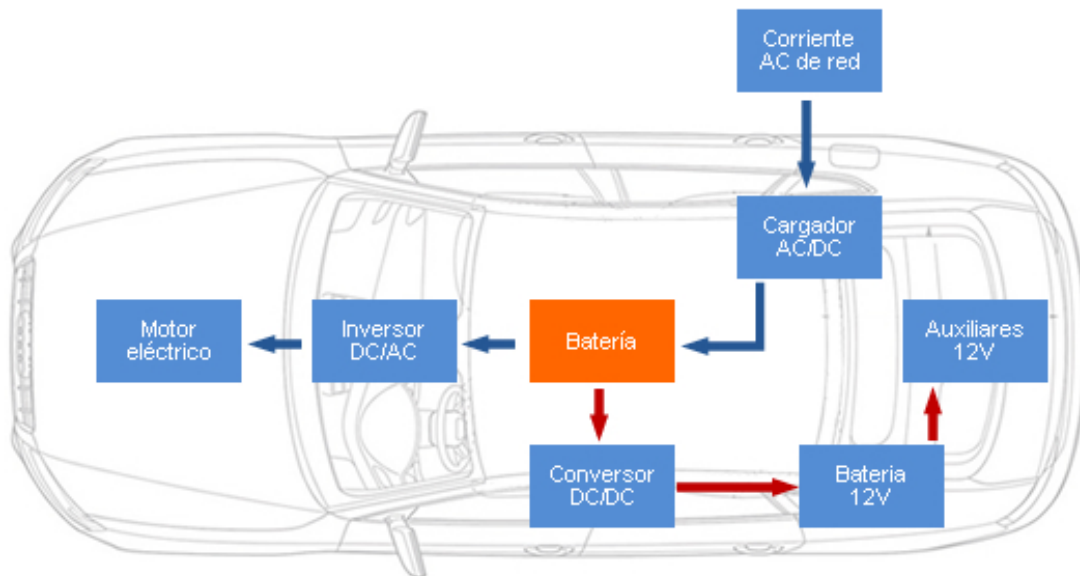 Corriente
AC de red
Cargador
AC/DC
Motor
eléctrico
Inversor
DC/AC
Batería
Auxiliares
12V
Conversor
DC/DC
Bateria
12V